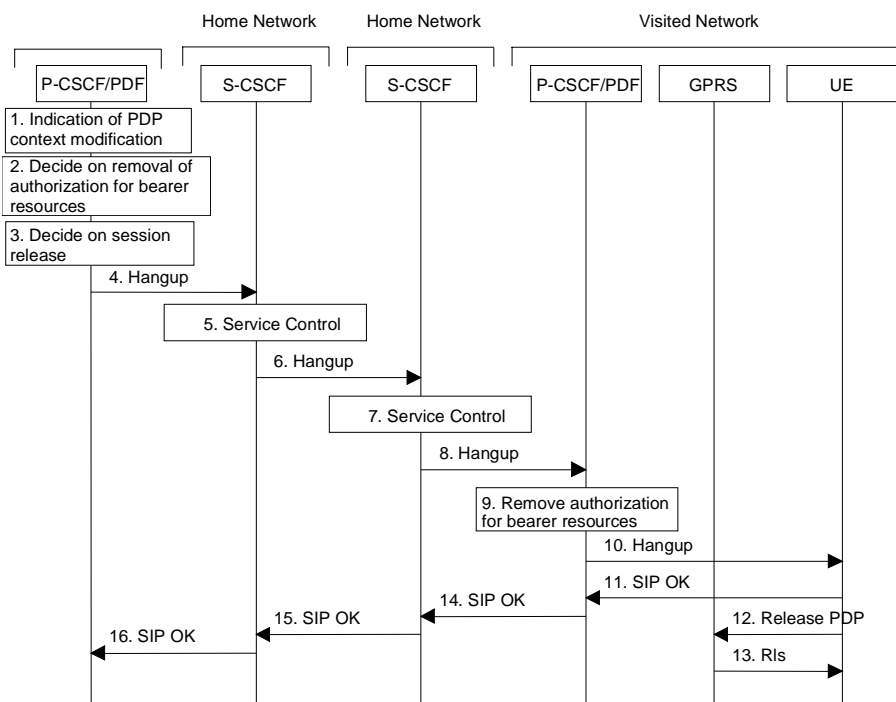 Home Network
Home Network
Visited Network
P-CSCF/PDF
S-CSCF
S-CSCF
P-CSCF/PDF
GPRS
UE
1. Indication of PDP
context modification
2. Decide on removal of
authorization for bearer
resources
3. Decide on session
release
4. Hangup
5. Service Control
6. Hangup
7. Service Control
8. Hangup
9. Remove authorization
for bearer resources
10. Hangup
11. SIP OK
14. SIP OK
15. SIP OK
12. Release PDP
16. SIP OK
13. Rls